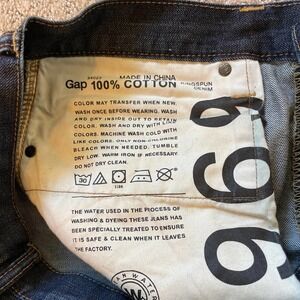 MADE IN CHINA
Gap 100% COTTON RINGSPUN DENIM
COLOR MAY TRANSFER WHEN NEW.
WASH ONCE BEFORE WEARING. WASH
AND DRY INSIDE OUT TO RETAIN
COLOR. WASH AND DRY WITH LIKE
COLORS. MACHINE WASH COLD WITH
LIKE COLORS. ONLY NON-CHLORINE
BLEACH WHEN NEEDED. TUMBLE
DRY LOW. WARM IRON IF NECESSARY.
DO NOT DRY CLEAN.
THE WATER USED IN THE PROCESS OF
WASHING & DYEING THESE JEANS HAS
BEEN SPECIALLY TREATED TO ENSURE
IT IS SAFE & CLEAN WHEN IT LEAVES
THE FACTORY.
1969